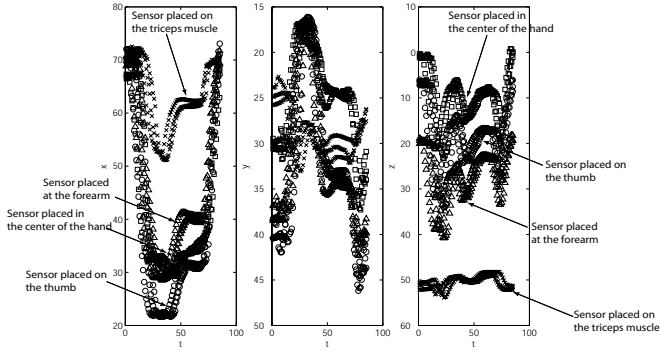 Sensor placed on
the triceps muscle
Sensor placed
at the forearm
Sensor placed in
the center of the hand
Sensor placed on
the thumb
80
70
60
50
40
30
20
x
0
50
100
t
15
20
25
30
35
40
45
50
y
0
50
100
t
Sensor placed in
the center of the hand
Sensor placed on
the thumb
Sensor placed
at the forearm
Sensor placed on
the triceps muscle
0
10
20
30
40
50
60
z
0
50
100
t